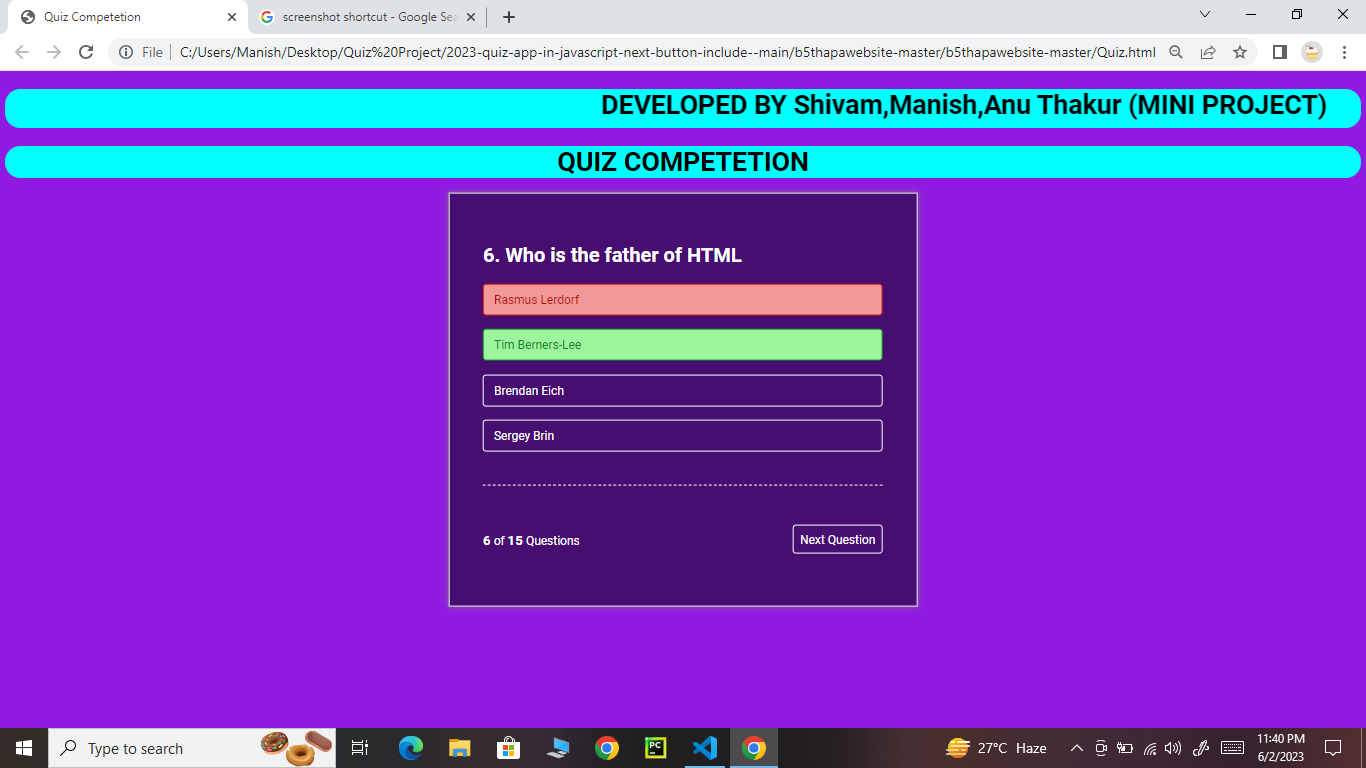 Quiz Competetion
screenshot shortcut - Google Sea
File
C:/Users/Manish/Desktop/Quiz%20Project/2023-quiz-app-in-javascript-next-button-include--main/b5thapawebsite-master/b5thapawebsite-master/Quiz.html
DEVELOPED BY Shivam,Manish,Anu Thakur (MINI PROJECT)
QUIZ COMPETETION
6. Who is the father of HTML
Rasmus Lerdorf
Tim Berners-Lee
Brendan Eich
Sergey Brin
6 of 15 Questions
Next Question
Type to search
PC
27°C Haze
11:40 PM
6/2/2023